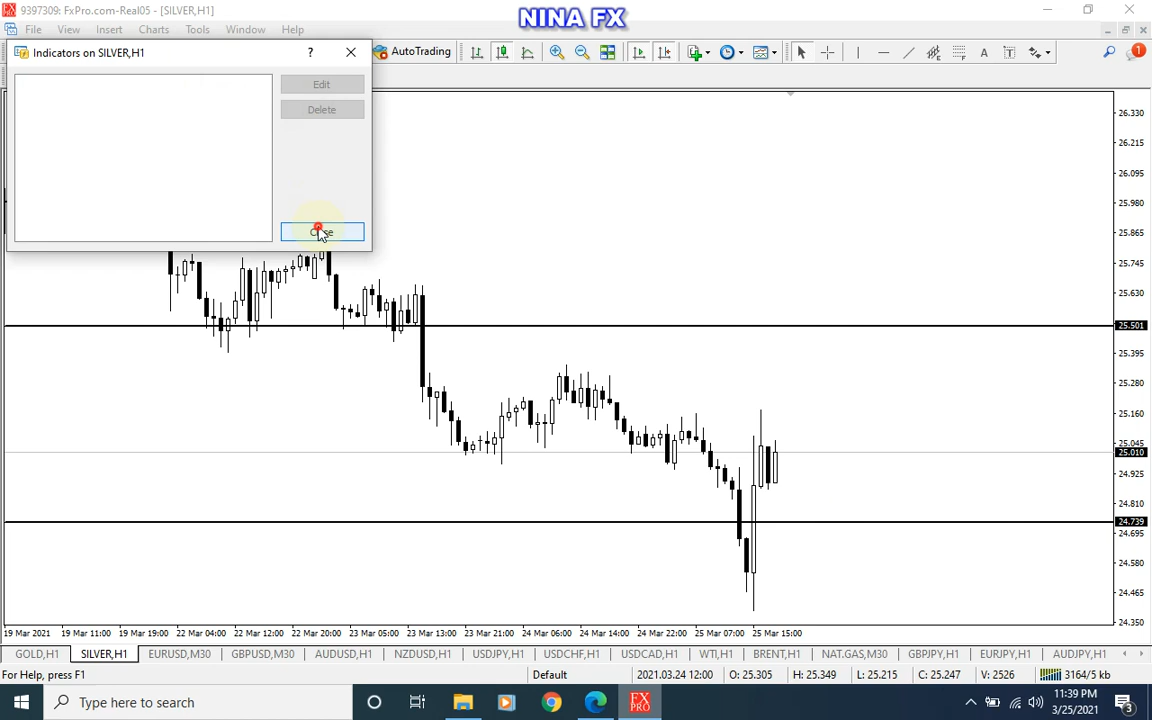 9397309: FxPro.com-Real05 - [SILVER,H1]
NINA FX
File View Insert Charts Tools Window Help
Indicators on SILVER,H1 ?
AutoTrading
1
Edit
Delete
Close
26.330
26.215
26.095
25.980
25.865
25.745
25.630
25.501
25.395
25.280
25.160
25.045
25.010
24.925
24.810
24.739
24.695
24.580
24.465
24.350
19 Mar 2021 19 Mar 11:00 19 Mar 19:00 22 Mar 04:00 22 Mar 12:00 22 Mar 20:00 23 Mar 05:00 23 Mar 13:00 23 Mar 21:00 24 Mar 06:00 24 Mar 14:00 24 Mar 22:00 25 Mar 07:00 25 Mar 15:00
GOLD,H1 SILVER,H1 EURUSD,M30 GBPUSD,M30 AUDUSD,H1 NZDUSD,H1 USDJPY,H1 USDCHF,H1 USDCAD,H1 WTI,H1 BRENT,H1 NAT.GAS,M30 GBPJPY,H1 EURJPY,H1 AUDJPY,H1
For Help, press F1 Default 2021.03.24 12:00 O: 25.305 H: 25.349 L: 25.215 C: 25.247 V: 2526 3164/5 kb
Type here to search
FX PRO
11:39 PM
3/25/2021
3